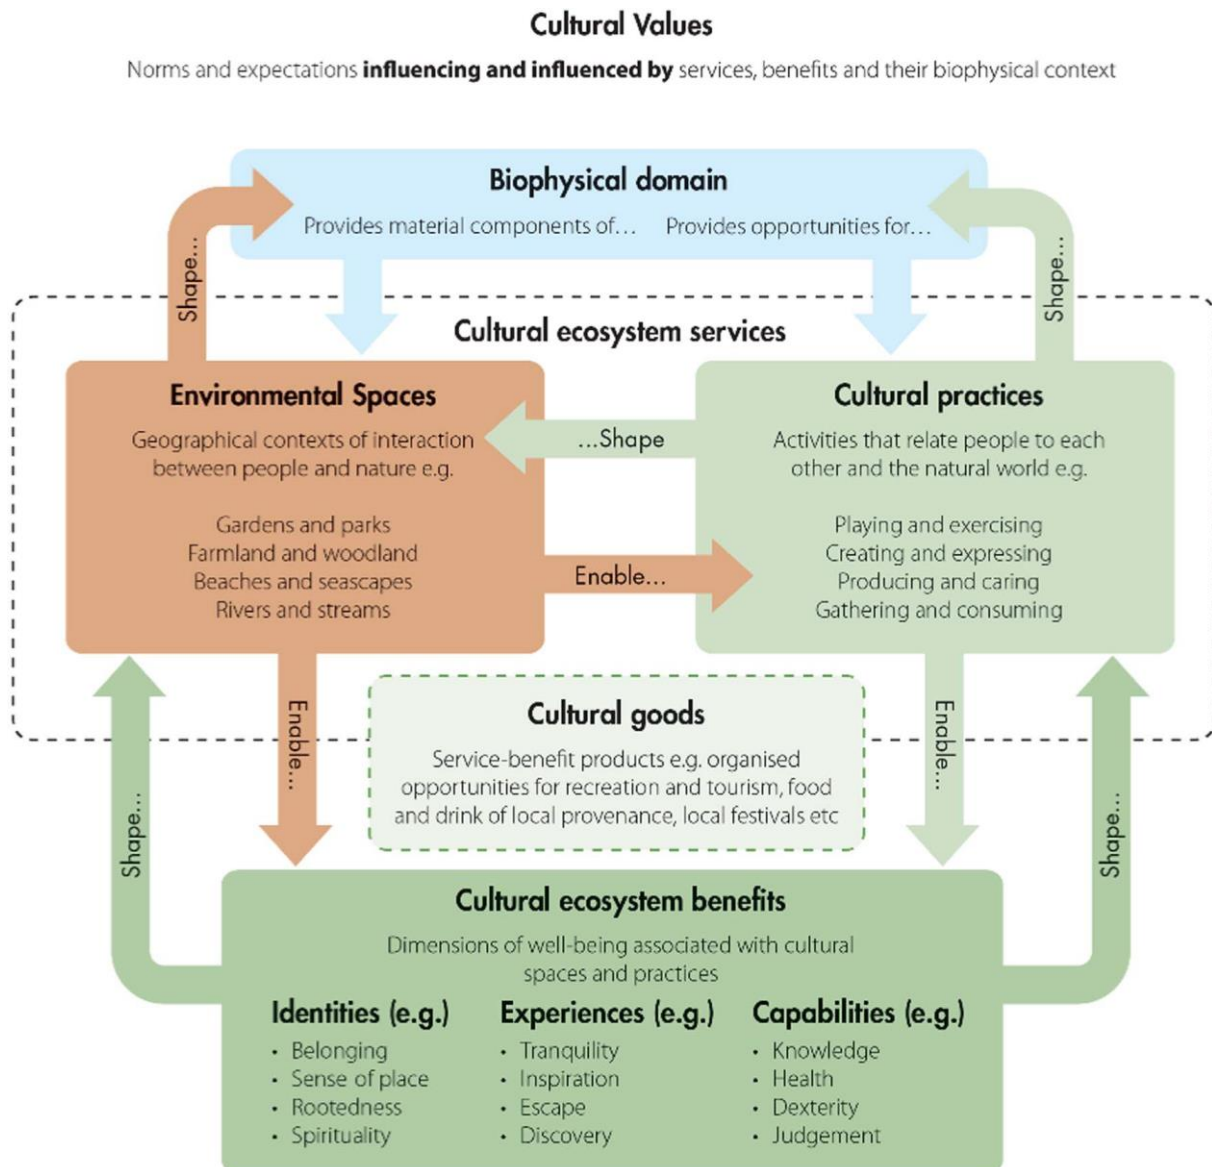 Cultural Values
Norms and expectations influencing and influenced by services, benefits and their biophysical context
Biophysical domain
Provides material components of…
Provides opportunities for…
Shape…
Shape…
Cultural ecosystem services
Environmental Spaces
Geographical contexts of interaction
between people and nature e.g.
Gardens and parks
Farmland and woodland
Beaches and seascapes
Rivers and streams
…Shape
Enable…
Cultural practices
Activities that relate people to each
other and the natural world e.g.
Playing and exercising
Creating and expressing
Producing and caring
Gathering and consuming
Enable…
Enable…
Cultural goods
Service-benefit products e.g. organised
opportunities for recreation and tourism, food
and drink of local provenance, local festivals etc
Shape…
Shape…
Cultural ecosystem benefits
Dimensions of well-being associated with cultural
spaces and practices
Identities (e.g.)
• Belonging
• Sense of place
• Rootedness
• Spirituality
Experiences (e.g.)
• Tranquility
• Inspiration
• Escape
• Discovery
Capabilities (e.g.)
• Knowledge
• Health
• Dexterity
• Judgement